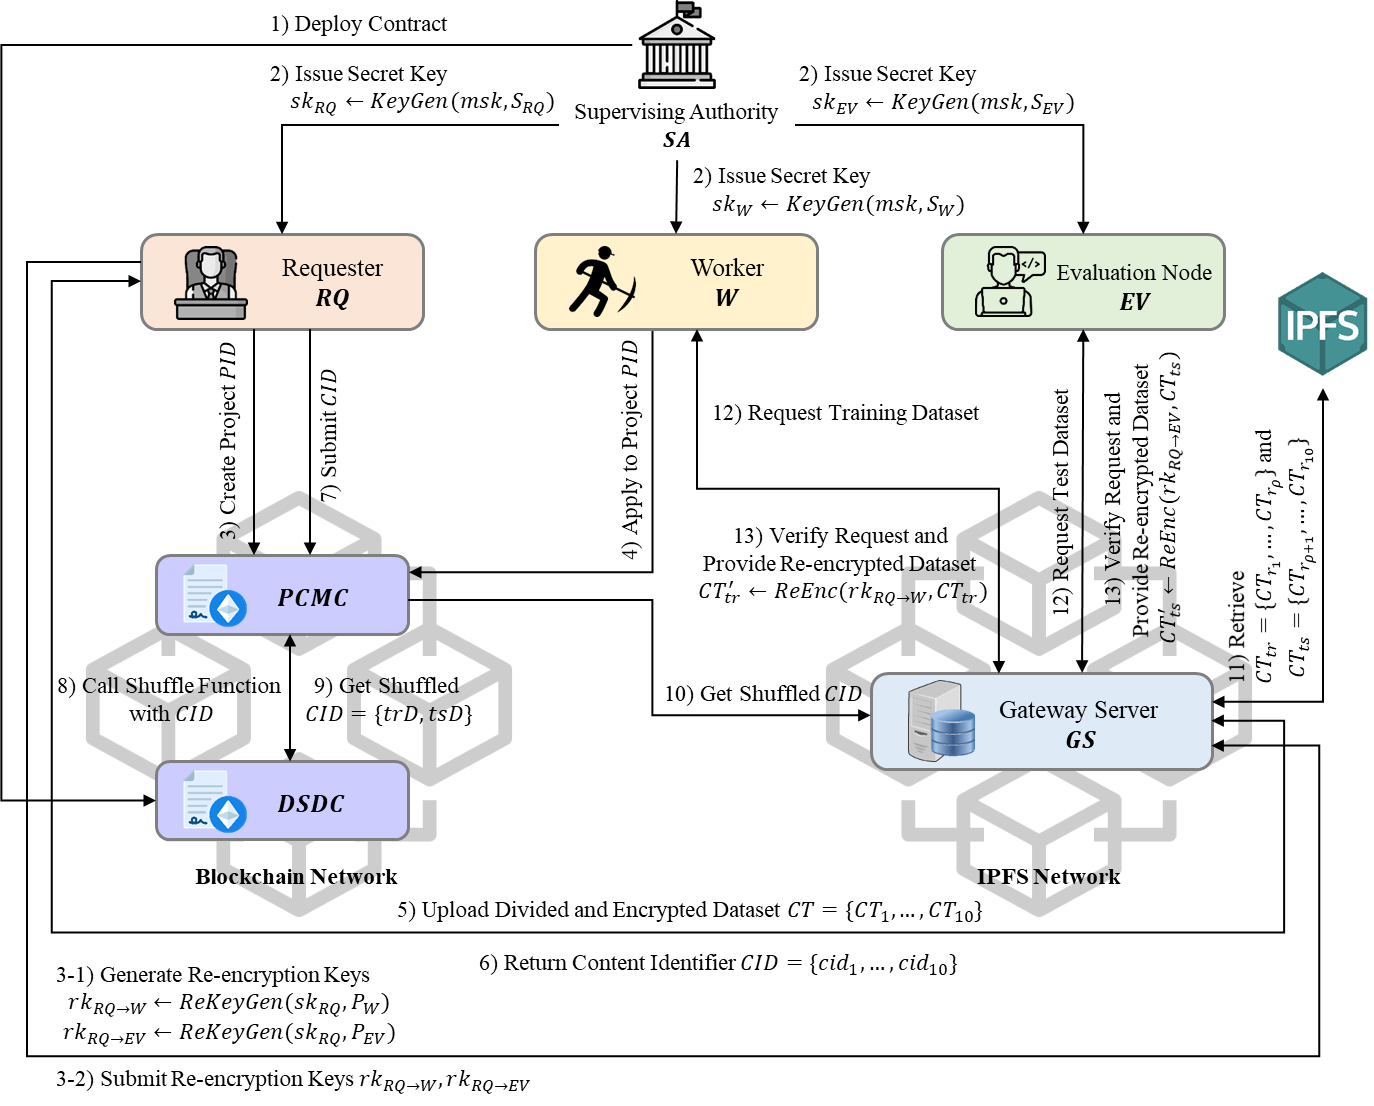 1) Deploy Contract
2) Issue Secret Key
sk_RQ ← KeyGen(msk, S_RQ)
2) Issue Secret Key
sk_EV ← KeyGen(msk, S_EV)
Supervising Authority
SA
2) Issue Secret Key
sk_W ← KeyGen(msk, S_W)
Requester
RQ
Worker
W
Evaluation Node
EV
IPFS
3) Create Project PID
7) Submit CID
4) Apply to Project PID
12) Request Training Dataset
13) Verify Request and
Provide Re-encrypted Dataset
CT′_tr ← ReEnc(rk_RQ→W, CT_tr)
12) Request Test Dataset
13) Verify Request and
Provide Re-encrypted Dataset
CT′_ts ← ReEnc(rk_RQ→EV, CT_ts)
11) Retrieve
CT_tr = {CT_r_1, …, CT_r_ρ} and
CT_ts = {CT_r_ρ+1, …, CT_r_10}
PCMC
8) Call Shuffle Function
with CID
9) Get Shuffled
CID = {trD, tsD}
10) Get Shuffled CID
Gateway Server
GS
DSDC
Blockchain Network
IPFS Network
5) Upload Divided and Encrypted Dataset CT = {CT_1, …, CT_10}
6) Return Content Identifier CID = {cid_1, …, cid_10}
3-1) Generate Re-encryption Keys
rk_RQ→W ← ReKeyGen(sk_RQ, P_W)
rk_RQ→EV ← ReKeyGen(sk_RQ, P_EV)
3-2) Submit Re-encryption Keys rk_RQ→W, rk_RQ→EV